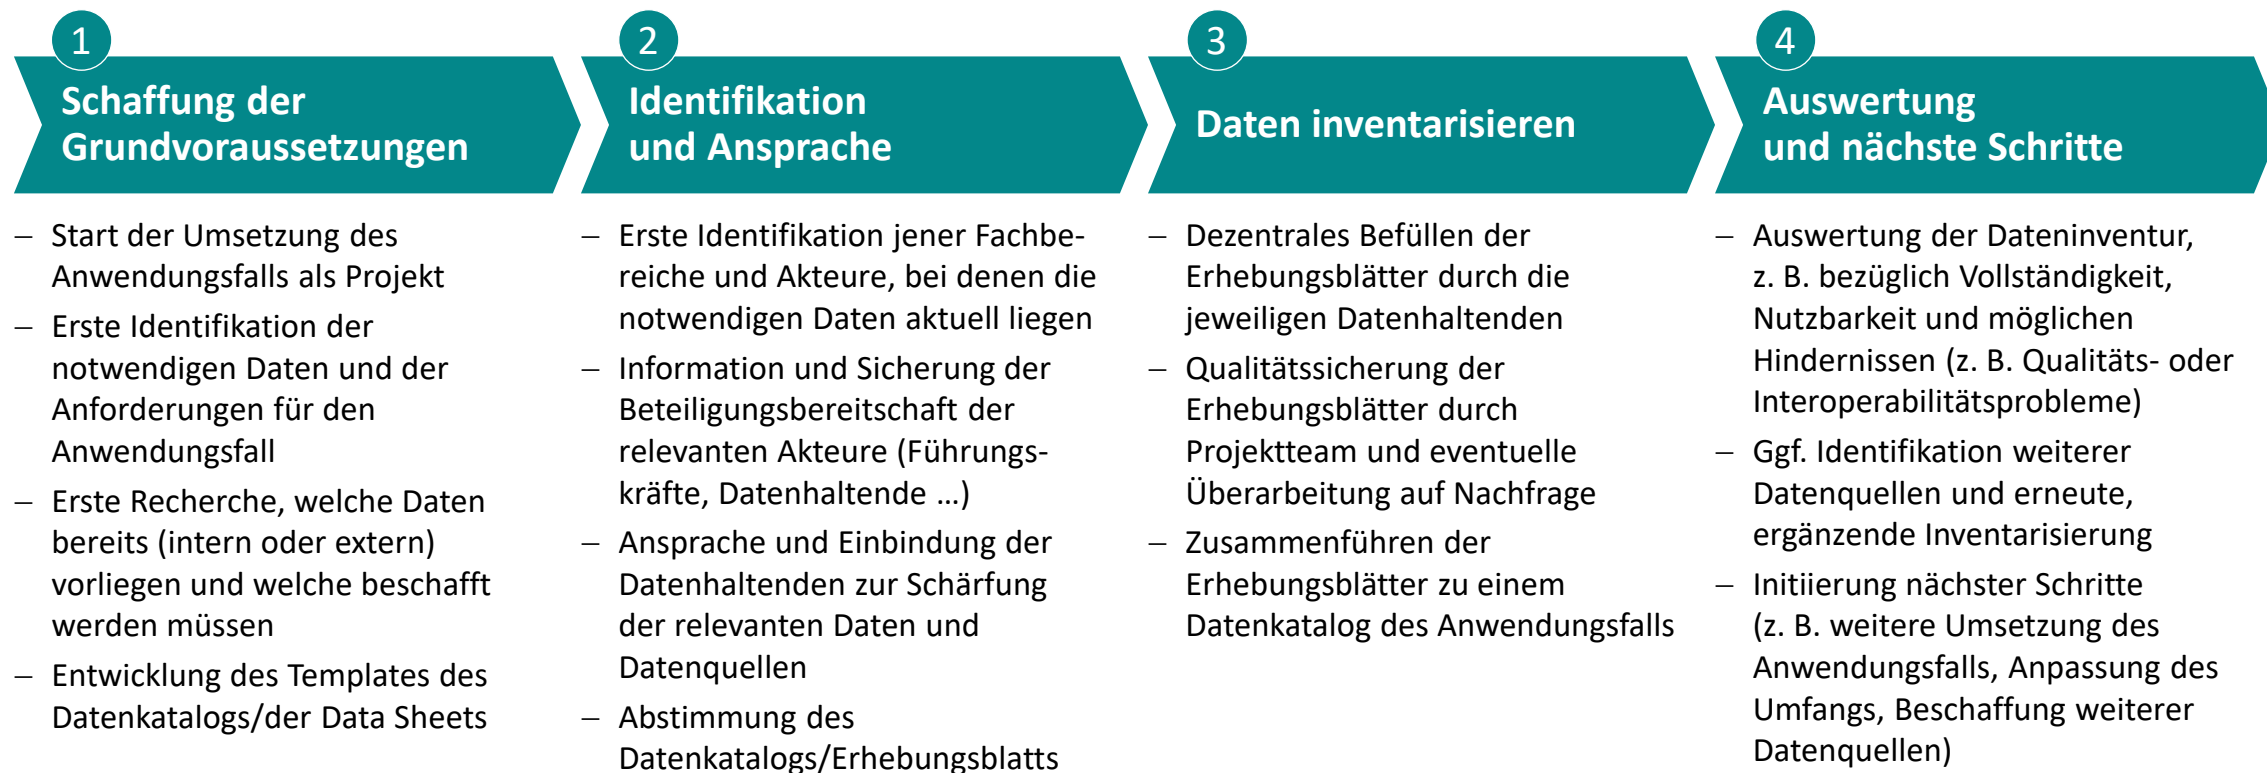 1
Schaffung der
Grundvoraussetzungen
– Start der Umsetzung des
Anwendungsfalls als Projekt
– Erste Identifikation der
notwendigen Daten und der
Anforderungen für den
Anwendungsfall
– Erste Recherche, welche Daten
bereits (intern oder extern)
vorliegen und welche beschafft
werden müssen
– Entwicklung des Templates des
Datenkatalogs/der Data Sheets
2
Identifikation
und Ansprache
– Erste Identifikation jener Fachbe-
reiche und Akteure, bei denen die
notwendigen Daten aktuell liegen
– Information und Sicherung der
Beteiligungsbereitschaft der
relevanten Akteure (Führungs-
kräfte, Datenhaltende …)
– Ansprache und Einbindung der
Datenhaltenden zur Schärfung
der relevanten Daten und
Datenquellen
– Abstimmung des
Datenkatalogs/Erhebungsblatts
3
Daten inventarisieren
– Dezentrales Befüllen der
Erhebungsblätter durch die
jeweiligen Datenhaltenden
– Qualitätssicherung der
Erhebungsblätter durch
Projektteam und eventuelle
Überarbeitung auf Nachfrage
– Zusammenführen der
Erhebungsblätter zu einem
Datenkatalog des Anwendungsfalls
4
Auswertung
und nächste Schritte
– Auswertung der Dateninventur,
z. B. bezüglich Vollständigkeit,
Nutzbarkeit und möglichen
Hindernissen (z. B. Qualitäts- oder
Interoperabilitätsprobleme)
– Ggf. Identifikation weiterer
Datenquellen und erneute,
ergänzende Inventarisierung
– Initiierung nächster Schritte
(z. B. weitere Umsetzung des
Anwendungsfalls, Anpassung des
Umfangs, Beschaffung weiterer
Datenquellen)